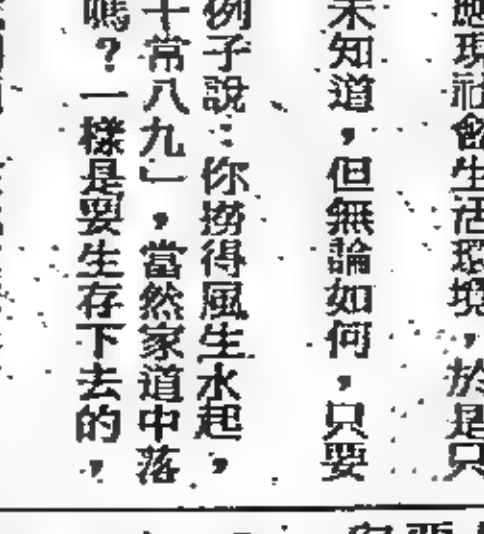 應現社會生活環境，於是只
未知道，但無論如何，只要
例子說：你撈得風生水起，
十常八九」，當然家道中落
嗎？一樣是要生存下去的，